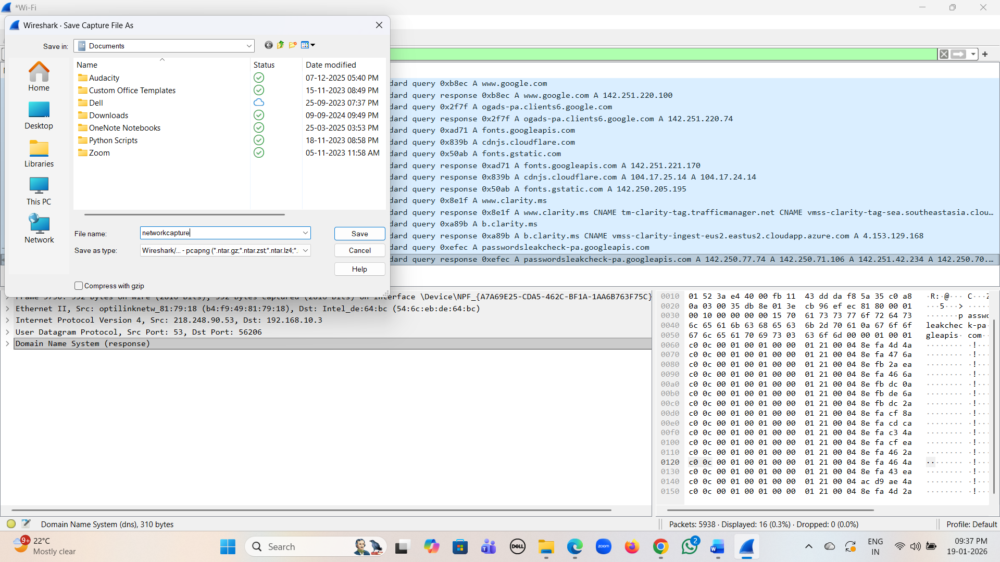 *Wi-Fi
Wireshark · Save Capture File As
Save in:
Documents
Name
Status
Date modified
Audacity
07-12-2025 05:40 PM
Custom Office Templates
15-11-2023 08:49 PM
Dell
25-09-2023 07:37 PM
Downloads
09-09-2024 09:49 PM
OneNote Notebooks
25-03-2025 03:53 PM
Python Scripts
18-11-2023 08:58 PM
Zoom
05-11-2023 11:58 AM
Home
Desktop
Libraries
This PC
Network
File name:
networkcapture
Save
Save as type:
Wireshark/... - pcapng (*.ntar.gz;*.ntar.zst;*.ntar.lz4;*.
Cancel
Help
Compress with gzip
dard query 0xb8ec A www.google.com
dard query response 0xb8ec A www.google.com A 142.251.220.100
dard query 0x2f7f A ogads-pa.clients6.google.com
dard query response 0x2f7f A ogads-pa.clients6.google.com A 142.251.220.74
dard query 0xad71 A fonts.googleapis.com
dard query 0x839b A cdnjs.cloudflare.com
dard query 0x50ab A fonts.gstatic.com
dard query response 0xad71 A fonts.googleapis.com A 142.251.221.170
dard query response 0x839b A cdnjs.cloudflare.com A 104.17.25.14 A 104.17.24.14
dard query response 0x50ab A fonts.gstatic.com A 142.250.205.195
dard query 0x8e1f A www.clarity.ms
dard query response 0x8e1f A www.clarity.ms CNAME tm-clarity-tag.trafficmanager.net CNAME vmss-clarity-tag-sea.southeastasia.clou...
dard query 0xa89b A b.clarity.ms
dard query response 0xa89b A b.clarity.ms CNAME vmss-clarity-ingest-eus2.eastus2.cloudapp.azure.com A 4.153.129.168
dard query 0xefec A passwordsleakcheck-pa.googleapis.com
dard query response 0xefec A passwordsleakcheck-pa.googleapis.com A 142.250.77.74 A 142.250.71.106 A 142.251.42.234 A 142.250.70...
interface \Device\NPF_{A7A69E25-CDA5-462C-BF1A-1AA6B763F75C}
Ethernet II, Src: optilinknetw_81:79:18 (b4:f9:49:81:79:18), Dst: Intel_de:64:bc (54:6c:eb:de:64:bc)
Internet Protocol Version 4, Src: 218.248.90.53, Dst: 192.168.10.3
User Datagram Protocol, Src Port: 53, Dst Port: 56206
Domain Name System (response)
0010 01 52 3a e4 40 00 fb 11 43 dd da f8 5a 35 c0 a8 ·R:·@··· C···Z
0020 0a 03 00 35 db 8e 01 3e cb 96 ef ec 81 80 00 01 ···5···>
0030 00 10 00 00 00 00 15 70 61 73 73 77 6f 72 64 73 ·······p asswo
0040 6c 65 61 6b 63 68 65 63 6b 2d 70 61 0a 67 6f 6f leakchec k-pa
0050 67 6c 65 61 70 69 73 03 63 6f 6d 00 00 01 00 01 gleapis· com··
0060 c0 0c 00 01 00 01 00 00 01 21 00 04 8e fa 4d 4a ········ ·!···
0070 c0 0c 00 01 00 01 00 00 01 21 00 04 8e fa 47 6a ········ ·!···
0080 c0 0c 00 01 00 01 00 00 01 21 00 04 8e fb 2a ea ········ ·!···
0090 c0 0c 00 01 00 01 00 00 01 21 00 04 8e fa 46 6a ········ ·!···
00a0 c0 0c 00 01 00 01 00 00 01 21 00 04 8e fb dc 0a ········ ·!···
00b0 c0 0c 00 01 00 01 00 00 01 21 00 04 8e fb de 6a ········ ·!···
00c0 c0 0c 00 01 00 01 00 00 01 21 00 04 8e fb dc 2a ········ ·!···
00d0 c0 0c 00 01 00 01 00 00 01 21 00 04 8e fa cf 8a ········ ·!···
00e0 c0 0c 00 01 00 01 00 00 01 21 00 04 8e fa cd ca ········ ·!···
00f0 c0 0c 00 01 00 01 00 00 01 21 00 04 8e fa c3 4a ········ ·!···
0100 c0 0c 00 01 00 01 00 00 01 21 00 04 8e fa cf ea ········ ·!···
0110 c0 0c 00 01 00 01 00 00 01 21 00 04 8e fa 46 2a ········ ·!···
0120 c0 0c 00 01 00 01 00 00 01 21 00 04 8e fa 46 4a ········ ·!···
0130 c0 0c 00 01 00 01 00 00 01 21 00 04 8e fa 43 ea ········ ·!···
0140 c0 0c 00 01 00 01 00 00 01 21 00 04 ac d9 ae 4a ········ ·!···
0150 c0 0c 00 01 00 01 00 00 01 21 00 04 8e fa 4d 2a ········ ·!···
Domain Name System (dns), 310 bytes
Packets: 5938 · Displayed: 16 (0.3%) · Dropped: 0 (0.0%)
Profile: Default
9+
22°C
Mostly clear
Search
DELL
zoom
2
ENG
IN
09:37 PM
19-01-2026